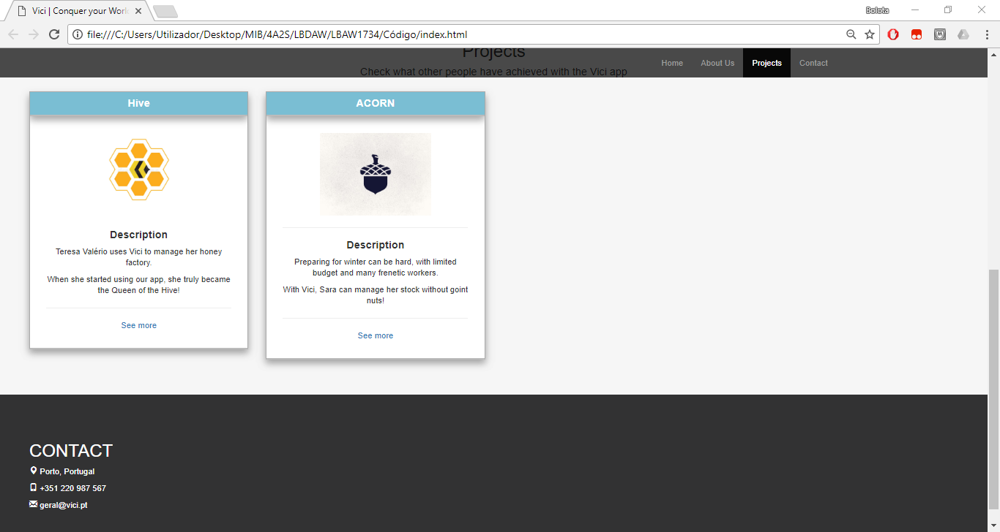 Vici | Conquer your Worl
Bolota
file:///C:/Users/Utilizador/Desktop/MIB/4A2S/LBDAW/LBAW1734/Código/index.html
Projects
Check what other people have achieved with the Vici app
Home About Us Projects Contact
Hive
Description
Teresa Valério uses Vici to manage her honey
factory.
When she started using our app, she truly became
the Queen of the Hive!
See more
ACORN
Description
Preparing for winter can be hard, with limited
budget and many frenetic workers.
With Vici, Sara can manage her stock without goint
nuts!
See more
CONTACT
Porto, Portugal
+351 220 987 567
geral@vici.pt